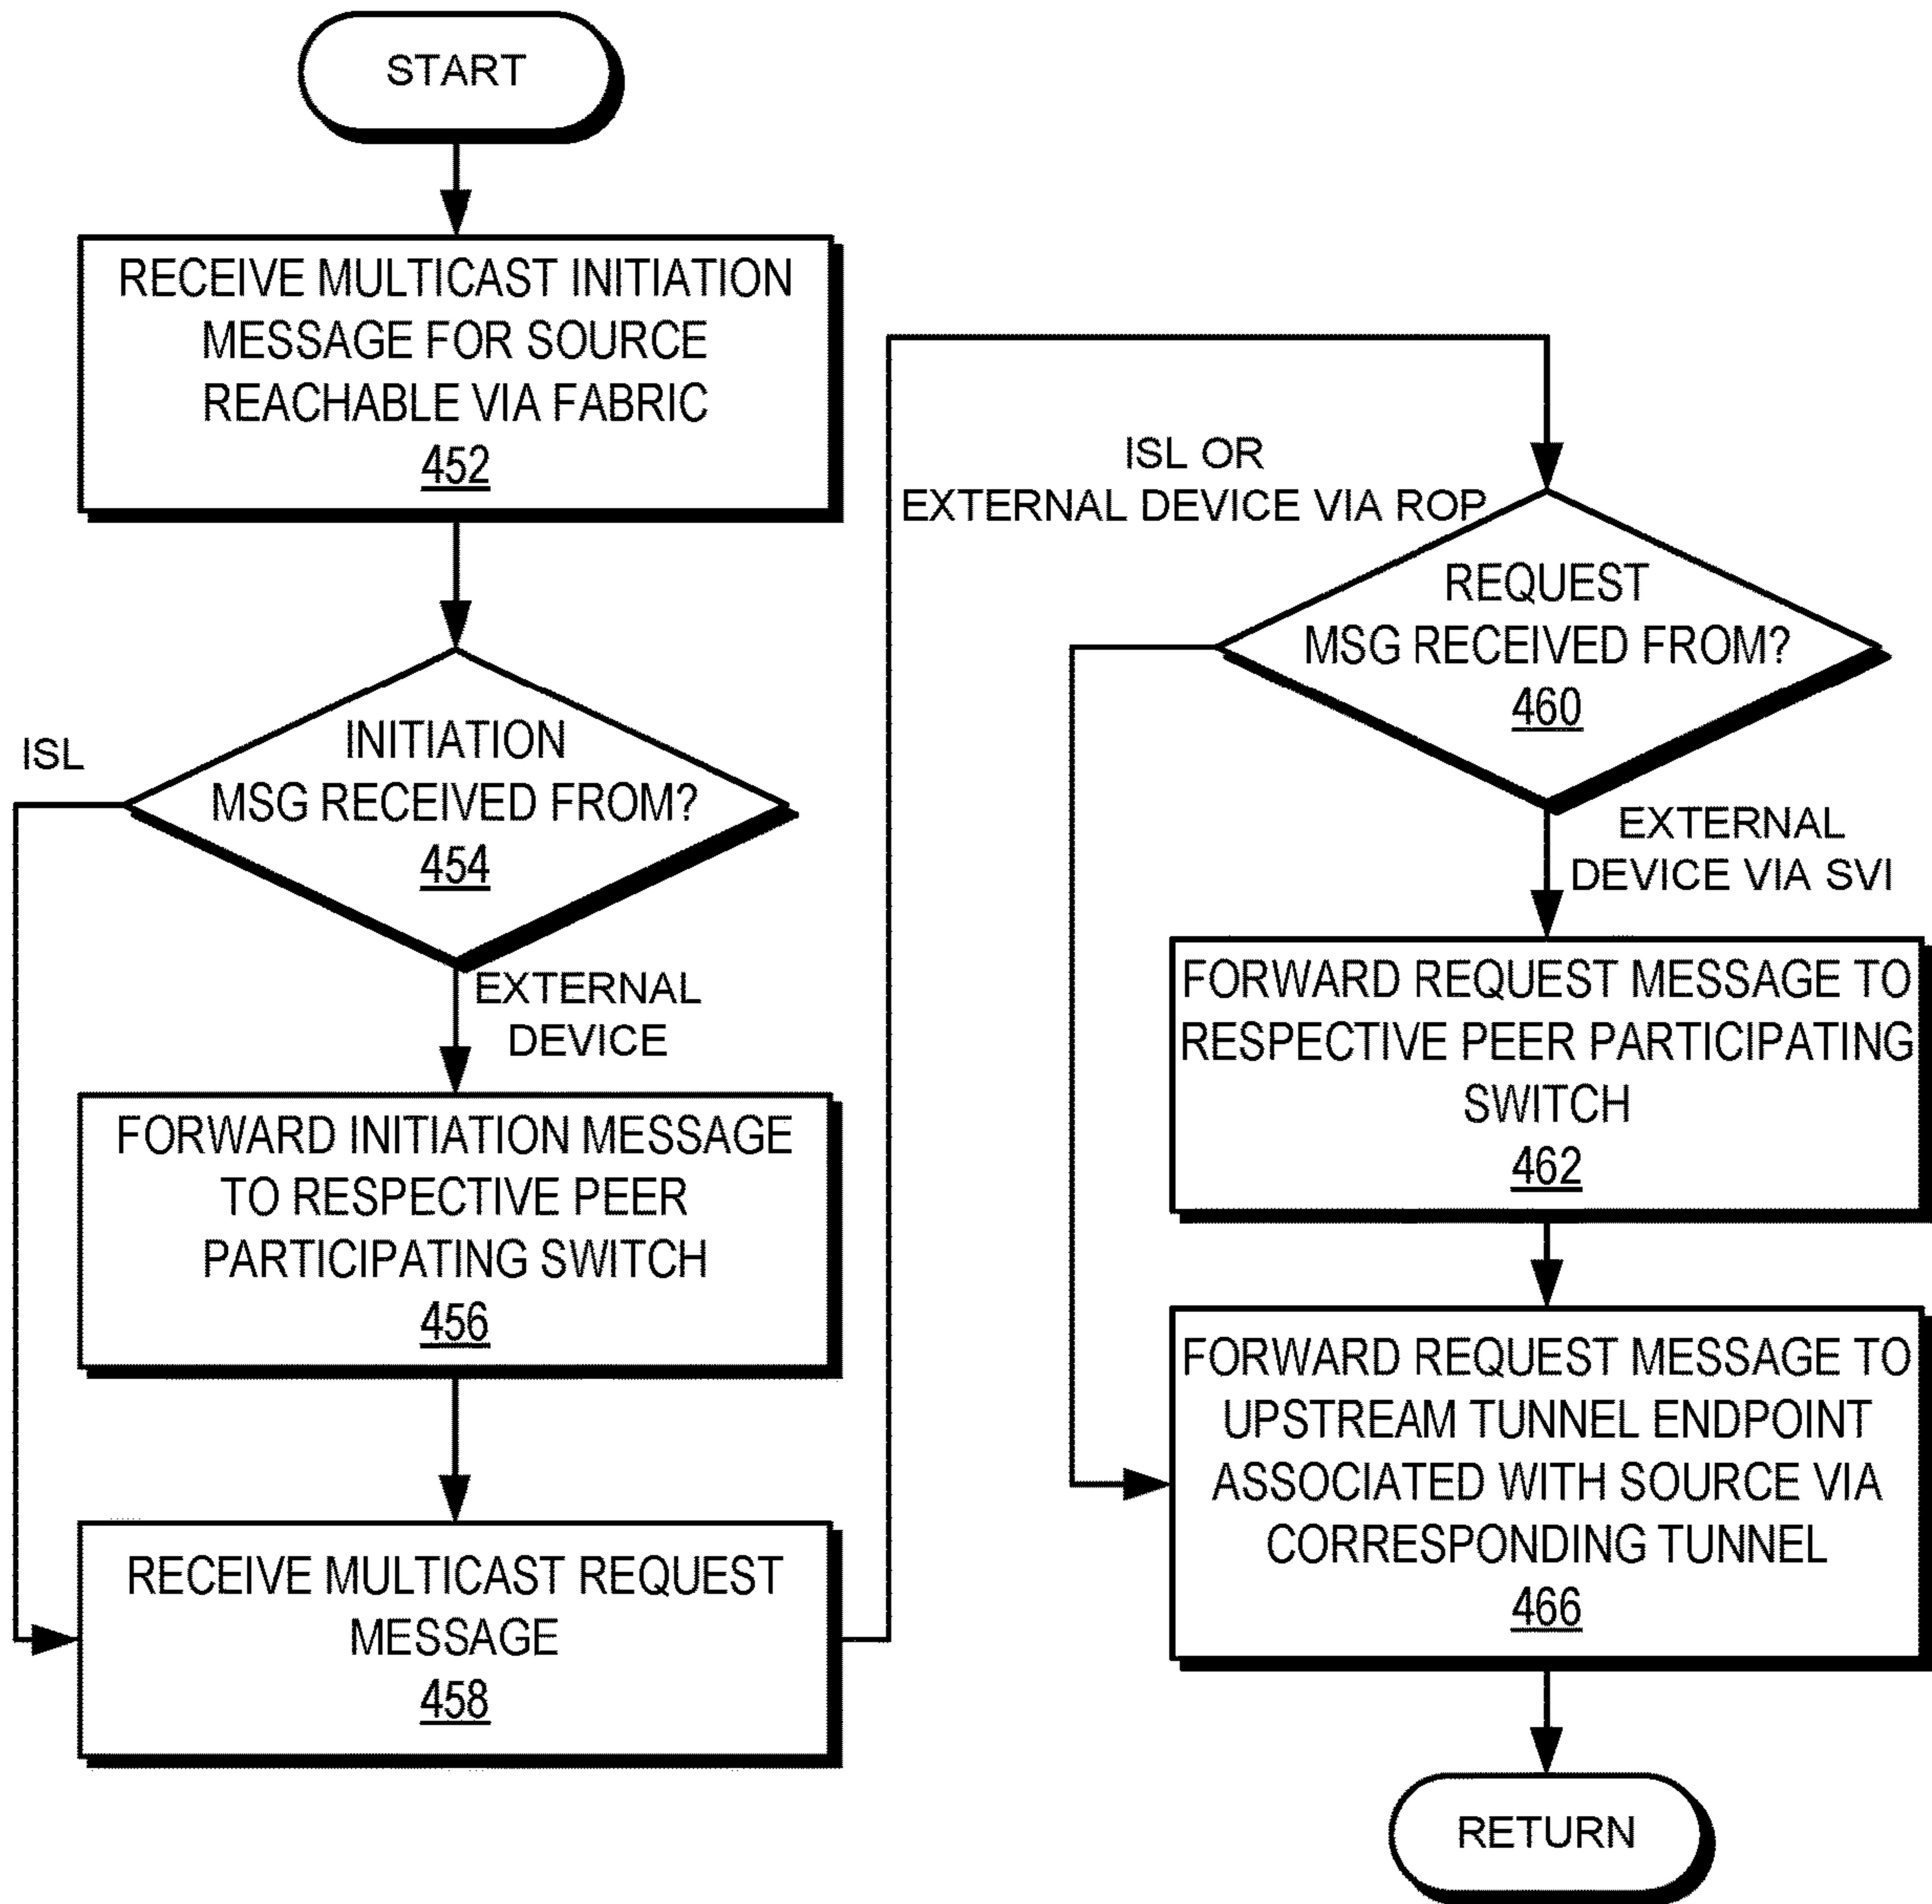 START
RECEIVE MULTICAST INITIATION
MESSAGE FOR SOURCE
REACHABLE VIA FABRIC
452
INITIATION
MSG RECEIVED FROM?
454
ISL
EXTERNAL
DEVICE
FORWARD INITIATION MESSAGE
TO RESPECTIVE PEER
PARTICIPATING SWITCH
456
RECEIVE MULTICAST REQUEST
MESSAGE
458
ISL OR
EXTERNAL DEVICE VIA ROP
REQUEST
MSG RECEIVED FROM?
460
EXTERNAL
DEVICE VIA SVI
FORWARD REQUEST MESSAGE TO
RESPECTIVE PEER PARTICIPATING
SWITCH
462
FORWARD REQUEST MESSAGE TO
UPSTREAM TUNNEL ENDPOINT
ASSOCIATED WITH SOURCE VIA
CORRESPONDING TUNNEL
466
RETURN